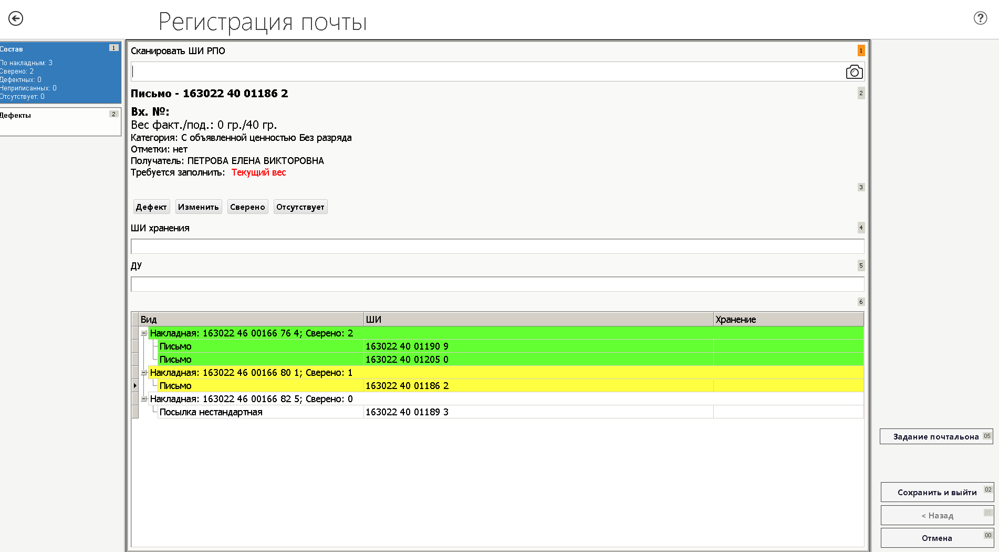 Регистрация почты
?
Состав 1
По накладным: 3
Сверено: 2
Дефектных: 0
Неприписанных: 0
Отсутствует: 0
Дефекты 2
Сканировать ШИ РПО 1
Письмо - 163022 40 01186 2 2
Вх. №:
Вес факт./под.: 0 гр./40 гр.
Категория: С объявленной ценностью Без разряда
Отметки: нет
Получатель: ПЕТРОВА ЕЛЕНА ВИКТОРОВНА
Требуется заполнить: Текущий вес
3
Дефект Изменить Сверено Отсутствует
ШИ хранения 4
ДУ 5
6
Вид ШИ Хранение
Накладная: 163022 46 00166 76 4; Сверено: 2
Письмо 163022 40 01190 9
Письмо 163022 40 01205 0
Накладная: 163022 46 00166 80 1; Сверено: 1
Письмо 163022 40 01186 2
Накладная: 163022 46 00166 82 5; Сверено: 0
Посылка нестандартная 163022 40 01189 3
Задание почтальона 05
Сохранить и выйти 02
< Назад 01
Отмена 00